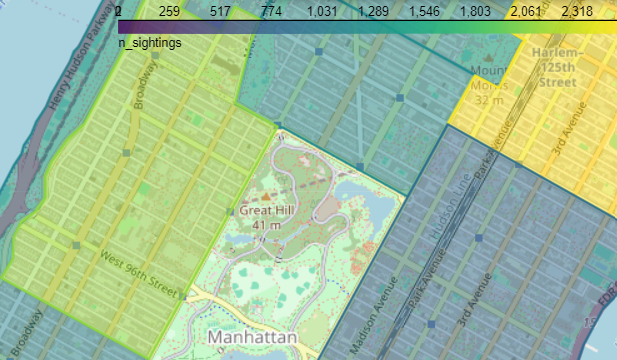 2 259 517 774 1,031 1,289 1,546 1,803 2,061 2,318
n_sightings
Henry Hudson Parkway
Broadway
Mount
Morris
32 m
Harlem–
125th
Street
3rd Avenue
Park Avenue
Hudson Line
Great Hill
41 m
West 96th Street
Broadway
Park Avenue
Madison Avenue
3rd Avenue
FDR
Manhattan